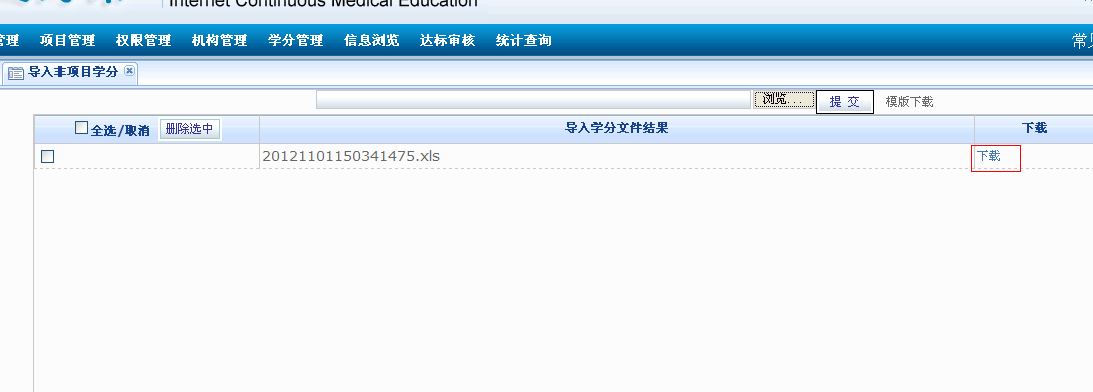 Internet Continuous Medical Education
管理 项目管理 权限管理 机构管理 学分管理 信息浏览 达标审核 统计查询 常
导入非项目学分
浏览... 提 交 模版下载
全选/取消 删除选中 导入学分文件结果 下载
20121101150341475.xls 下载